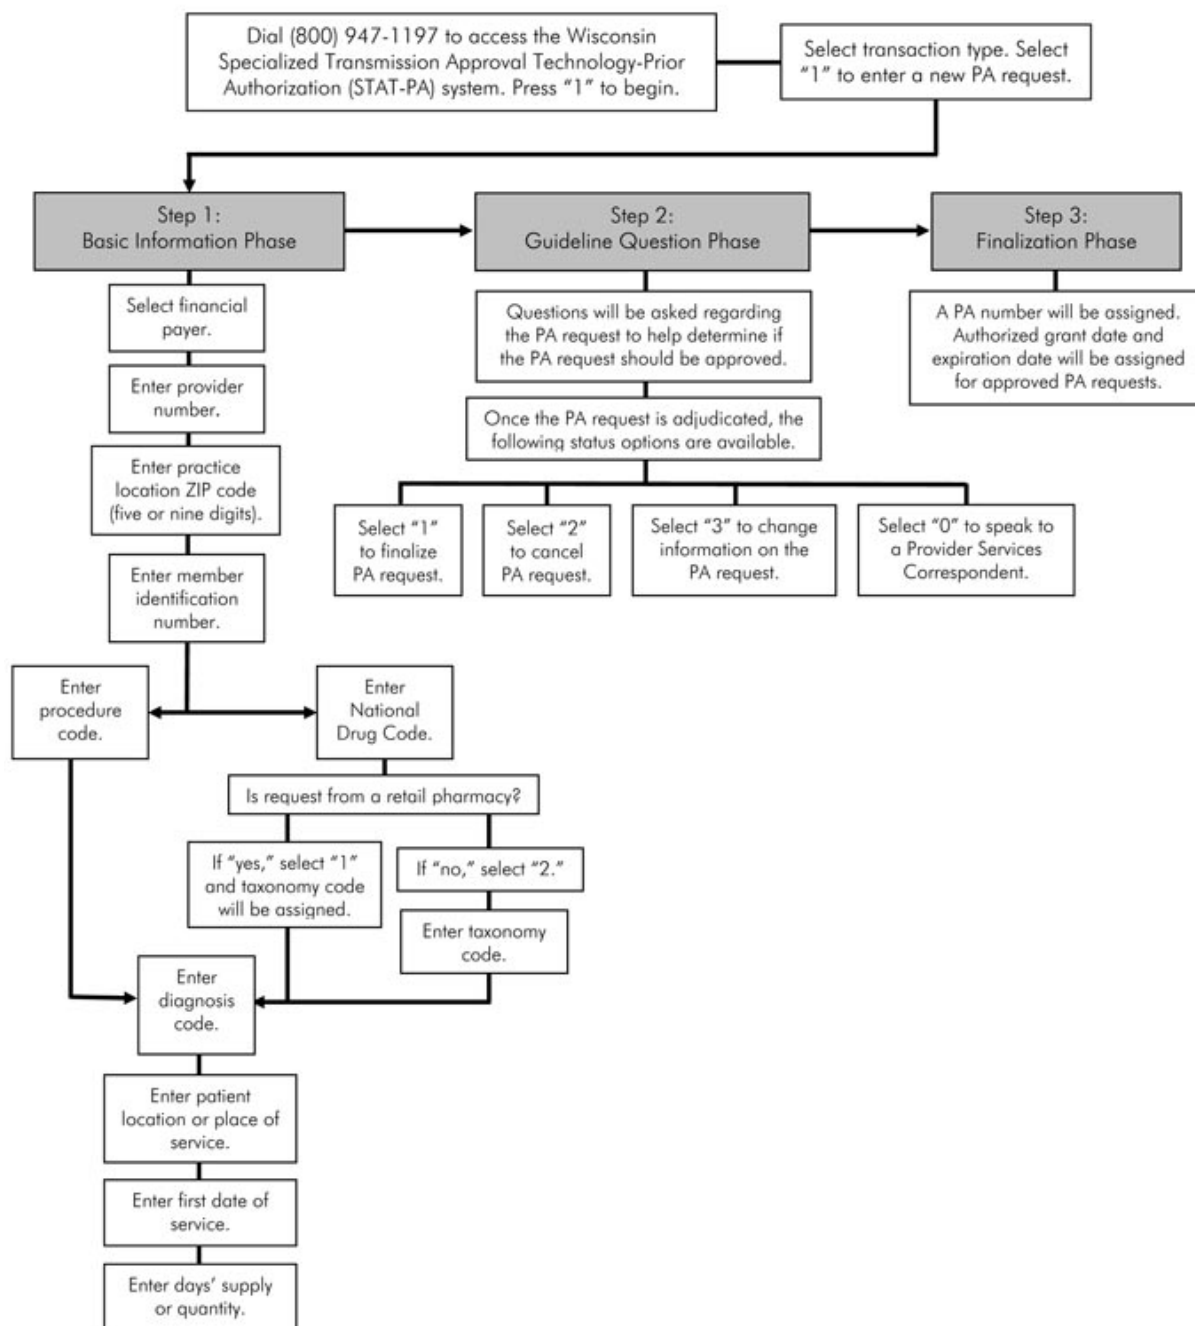 Dial (800) 947-1197 to access the Wisconsin
Specialized Transmission Approval Technology-Prior
Authorization (STAT-PA) system. Press “1” to begin.
Select transaction type. Select
“1” to enter a new PA request.
Step 1:
Basic Information Phase
Step 2:
Guideline Question Phase
Step 3:
Finalization Phase
Select financial
payer.
Enter provider
number.
Enter practice
location ZIP code
(five or nine digits).
Enter member
identification
number.
Questions will be asked regarding
the PA request to help determine if
the PA request should be approved.
Once the PA request is adjudicated, the
following status options are available.
Select “1”
to finalize
PA request.
Select “2”
to cancel
PA request.
Select “3” to change
information on the
PA request.
Select “0” to speak to
a Provider Services
Correspondent.
A PA number will be assigned.
Authorized grant date and
expiration date will be assigned
for approved PA requests.
Enter
procedure
code.
Enter
National
Drug Code.
Is request from a retail pharmacy?
If “yes,” select “1”
and taxonomy code
will be assigned.
If “no,” select “2.”
Enter taxonomy
code.
Enter
diagnosis
code.
Enter patient
location or place of
service.
Enter first date of
service.
Enter days’ supply
or quantity.